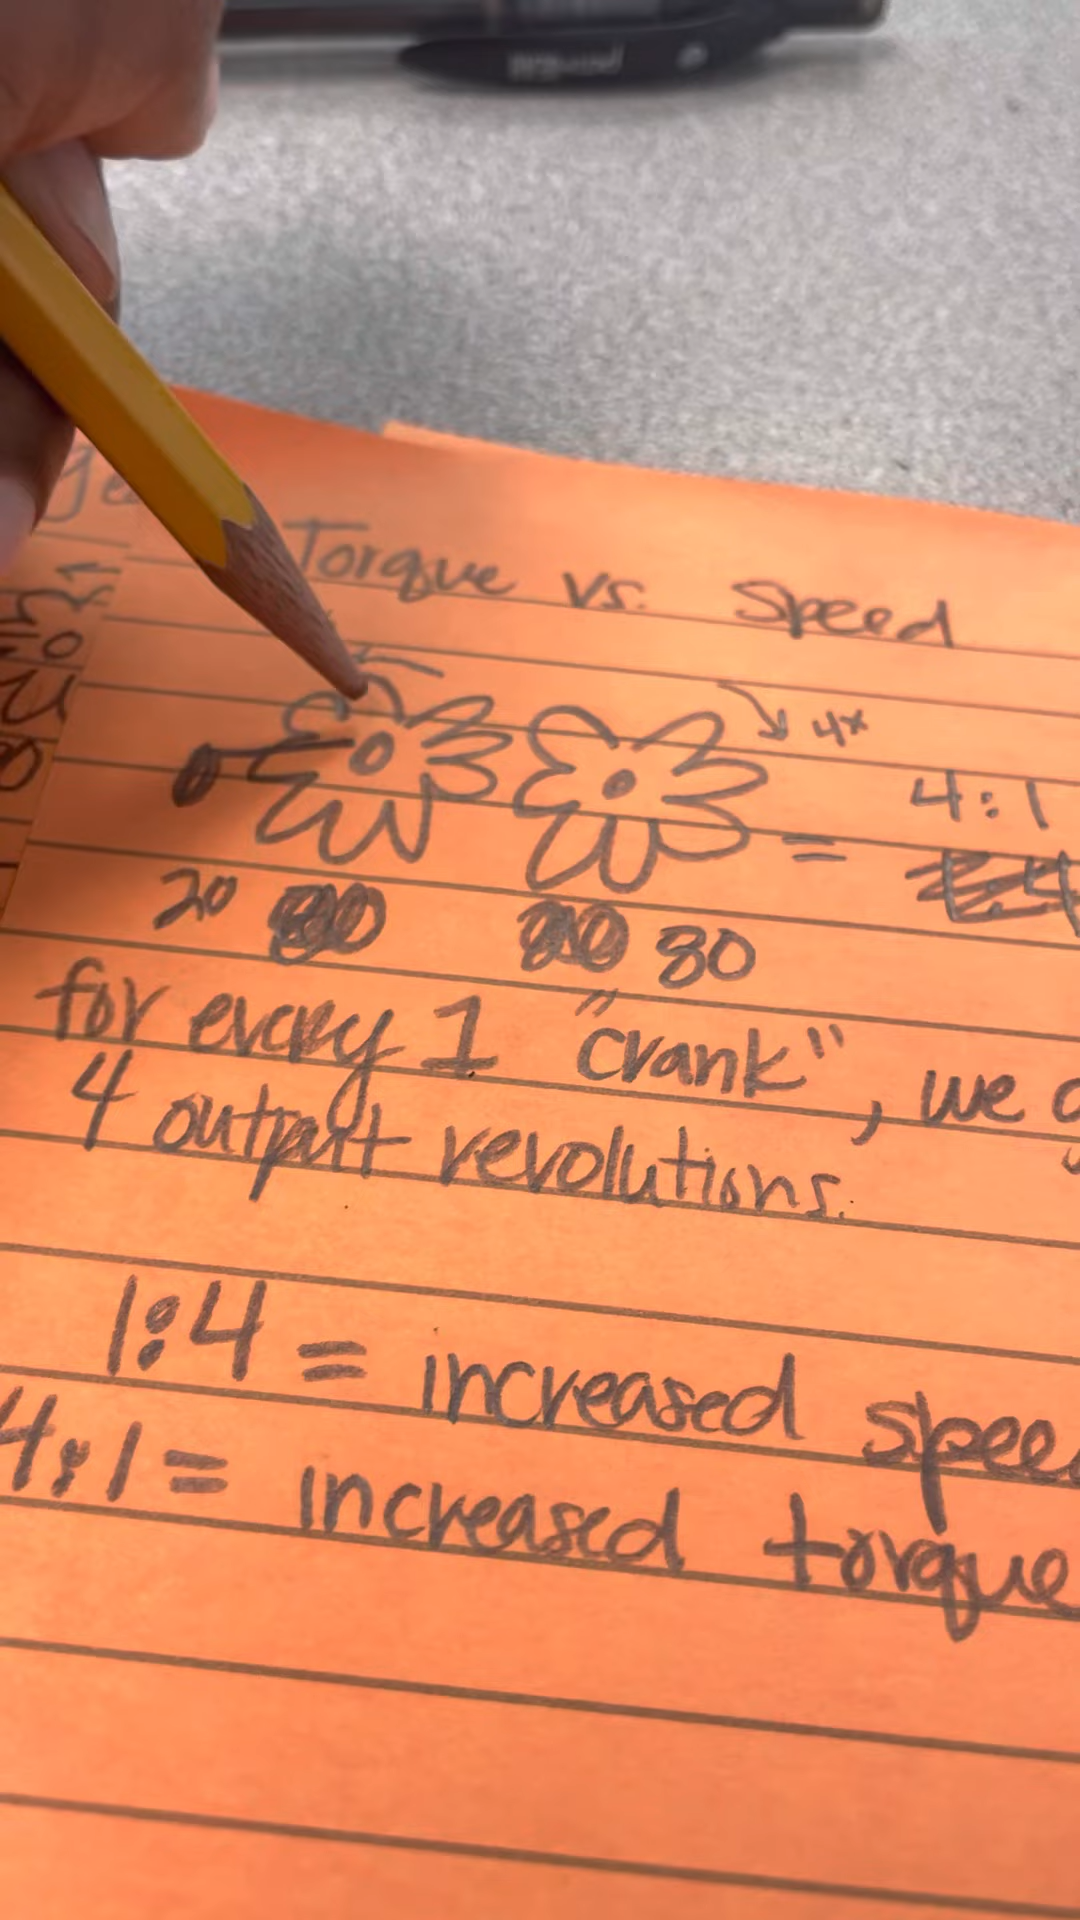 Torque vs. Speed
4x
4:1
20
80
for every 1 "crank", we
4 output revolutions.
1:4 = increased spee
4:1 = increased torque